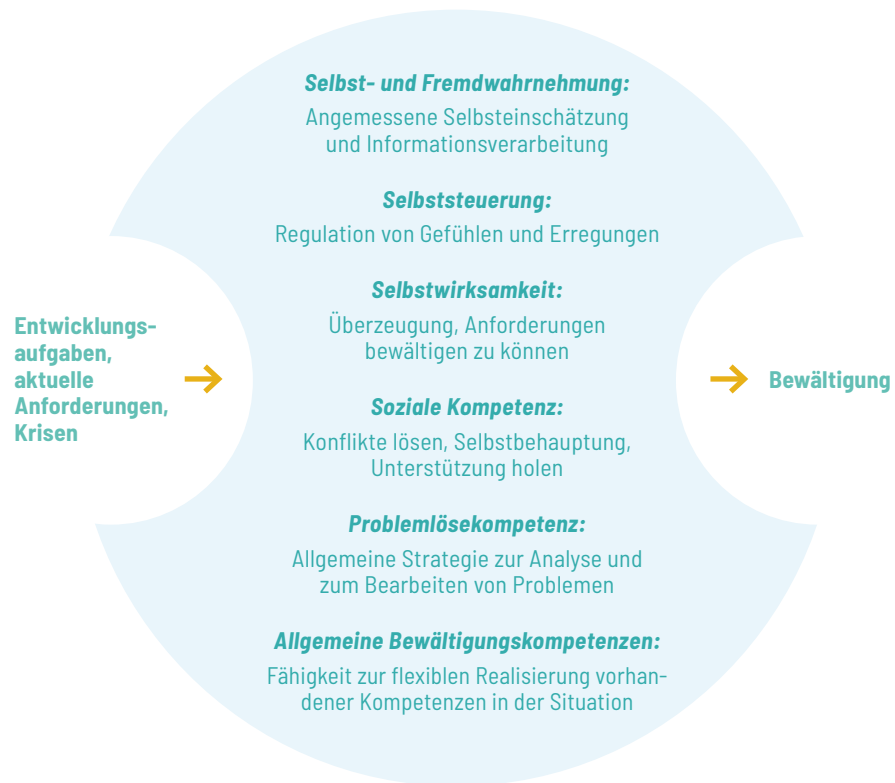 Selbst- und Fremdwahrnehmung:
Angemessene Selbsteinschätzung
und Informationsverarbeitung
Selbststeuerung:
Regulation von Gefühlen und Erregungen
Selbstwirksamkeit:
Überzeugung, Anforderungen
bewältigen zu können
Soziale Kompetenz:
Konflikte lösen, Selbstbehauptung,
Unterstützung holen
Problemlösekompetenz:
Allgemeine Strategie zur Analyse und
zum Bearbeiten von Problemen
Allgemeine Bewältigungskompetenzen:
Fähigkeit zur flexiblen Realisierung vorhan-
dener Kompetenzen in der Situation
Entwicklungs-
aufgaben,
aktuelle
Anforderungen,
Krisen
Bewältigung